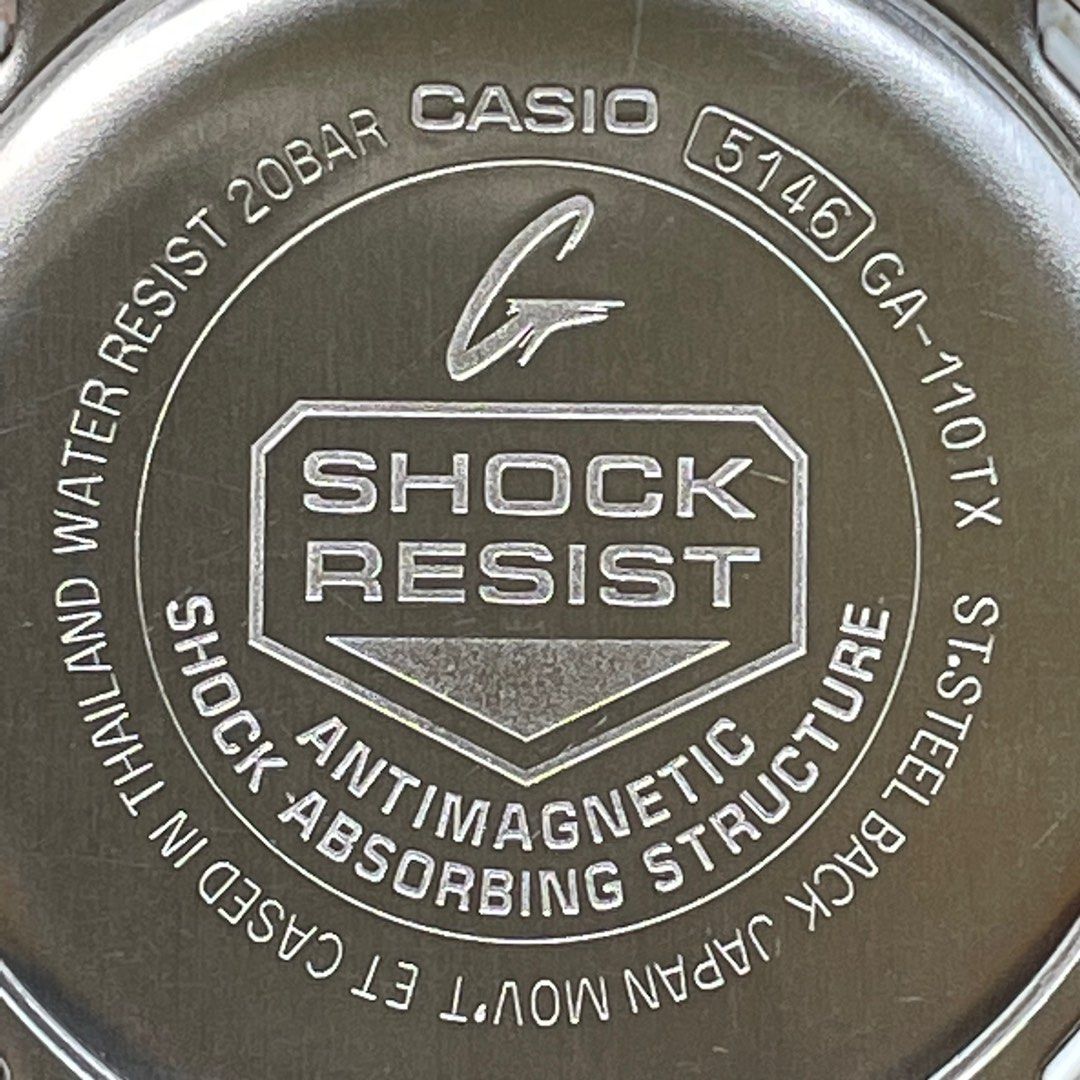 CASIO
5146 GA-110TX ST.STEEL BACK JAPAN MOV'T ET CASED IN THAILAND WATER RESIST 20BAR
G
SHOCK
RESIST
ANTIMAGNETIC
SHOCK ABSORBING STRUCTURE